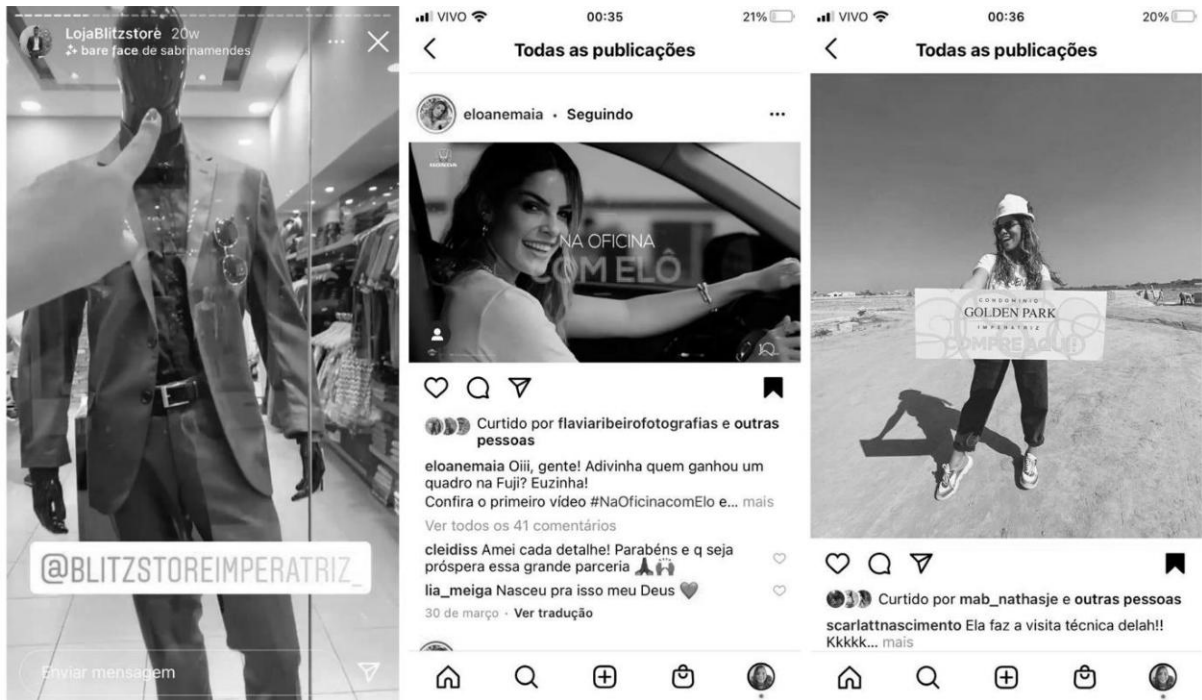 LojaBlitzstore 20w
bare face de sabrinamendes
@BLITZSTOREIMPERATRIZ_
Enviar mensagem
VIVO 00:35 21%
Todas as publicações
eloanemaia · Seguindo
NA OFICINA
COM ELÔ
Curtido por flaviaribeirofotografias e outras
pessoas
eloanemaia Oiii, gente! Adivinha quem ganhou um
quadro na Fuji? Euzinha!
Confira o primeiro vídeo #NaOficinacomElo e... mais
Ver todos os 41 comentários
cleidiss Amei cada detalhe! Parabéns e q seja
próspera essa grande parceria
lia_meiga Nasceu pra isso meu Deus
30 de março · Ver tradução
VIVO 00:36 20%
Todas as publicações
CONDOMÍNIO
GOLDEN PARK
IMPERATRIZ
COMPRE AQUI!
Curtido por mab_nathasje e outras pessoas
scarlattnascimento Ela faz a visita técnica delah!!
Kkkkk... mais